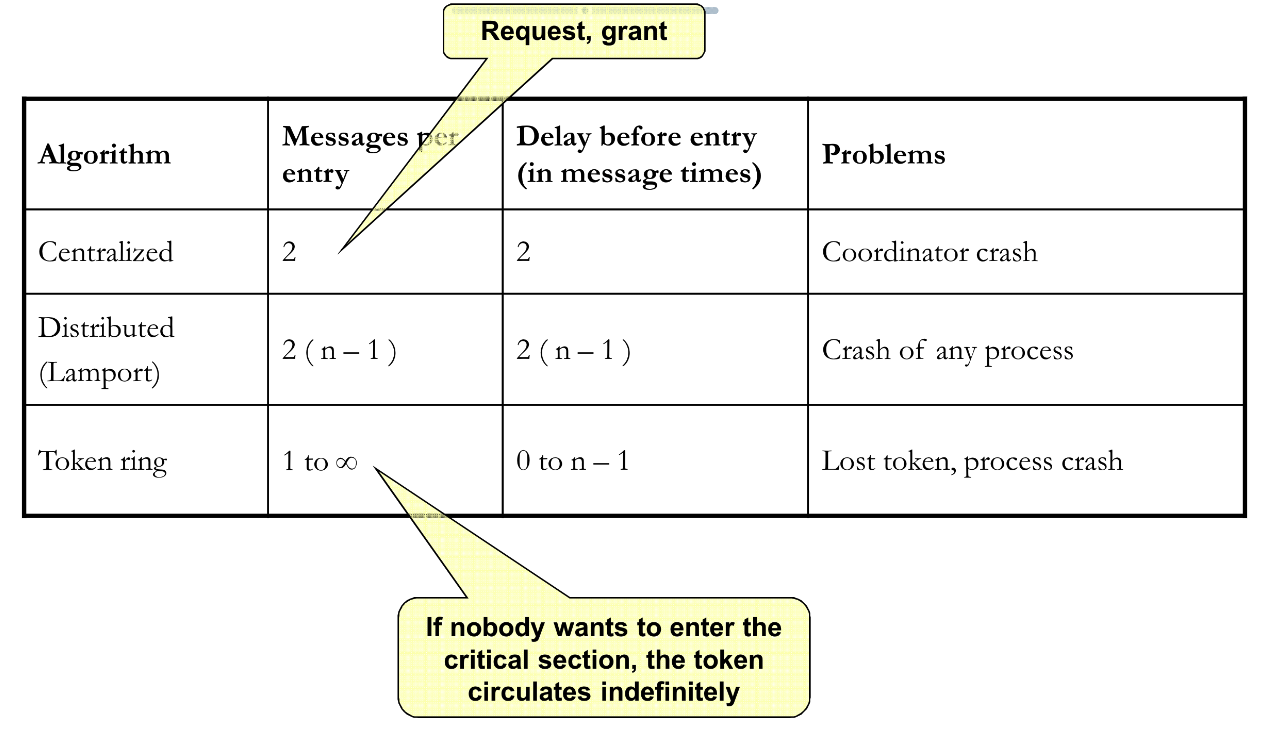 Request, grant
Algorithm
Messages per
entry
Delay before entry
(in message times)
Problems
Centralized
2
2
Coordinator crash
Distributed
(Lamport)
2 ( n – 1 )
2 ( n – 1 )
Crash of any process
Token ring
1 to ∞
0 to n – 1
Lost token, process crash
If nobody wants to enter the
critical section, the token
circulates indefinitely